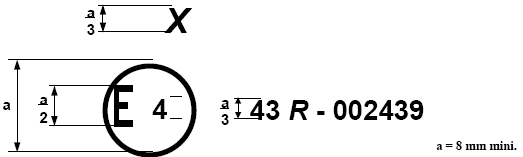 a/3 X
a
a/2 E 4 a/3 43 R - 002439
a = 8 mm mini.